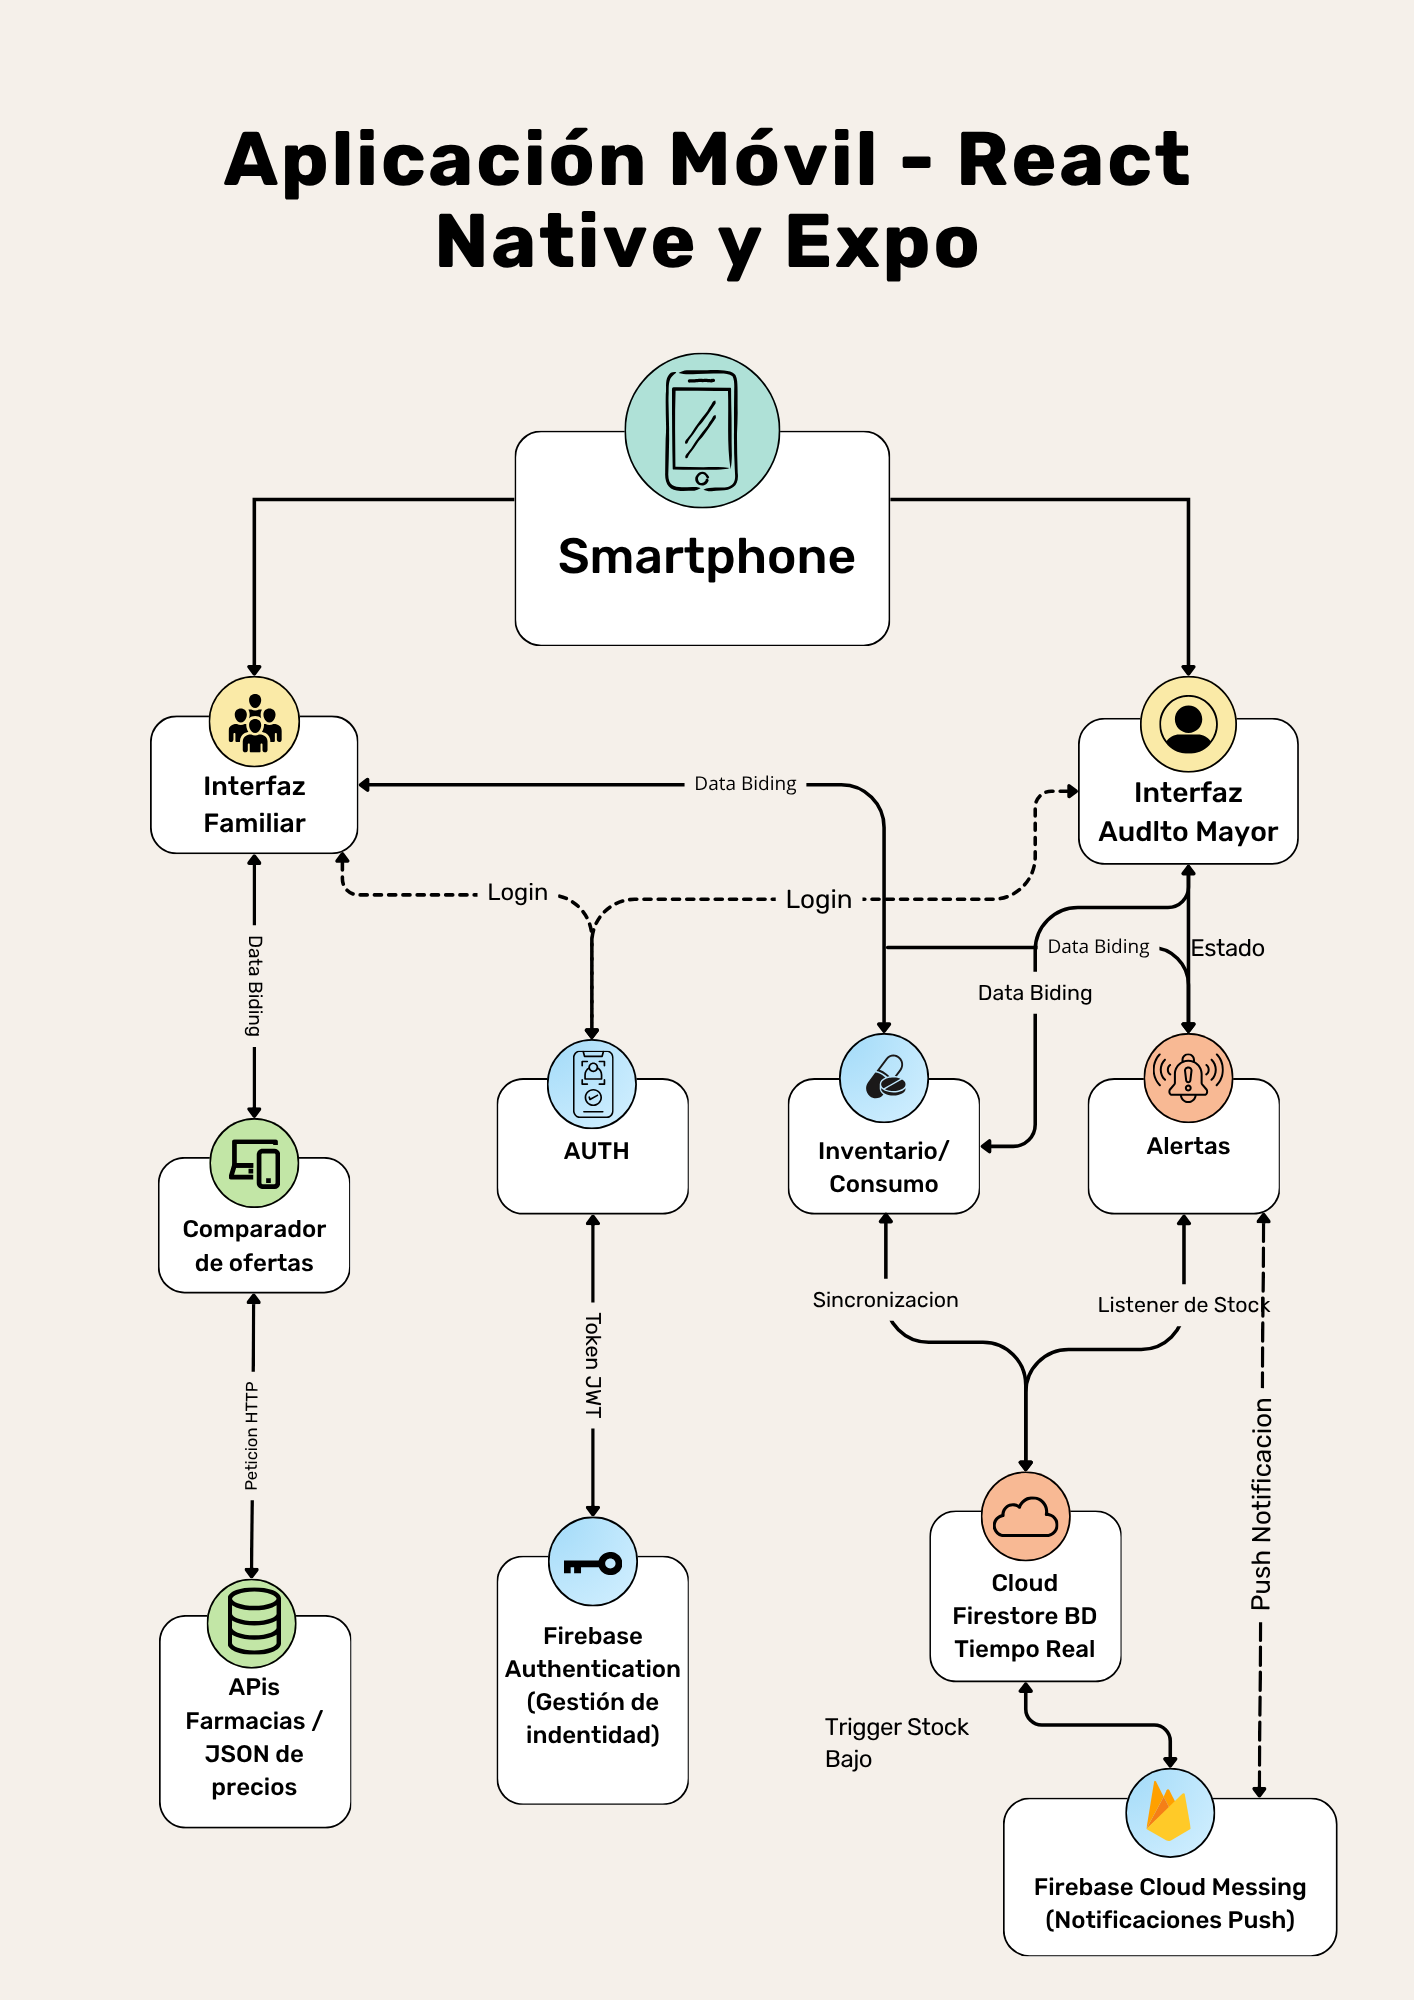 Aplicación Móvil - React
Native y Expo
Smartphone
Interfaz
Familiar
Interfaz
AudIto Mayor
Data Biding
Login
Login
Data Biding
Data Biding
Estado
Data Biding
AUTH
Inventario/
Consumo
Alertas
Comparador
de ofertas
Sincronizacion
Listener de Stock
Token JWT
Peticion HTTP
Push Notificacion
Cloud
Firestore BD
Tiempo Real
Firebase
Authentication
(Gestión de
indentidad)
APis
Farmacias /
JSON de
precios
Trigger Stock
Bajo
Firebase Cloud Messing
(Notificaciones Push)